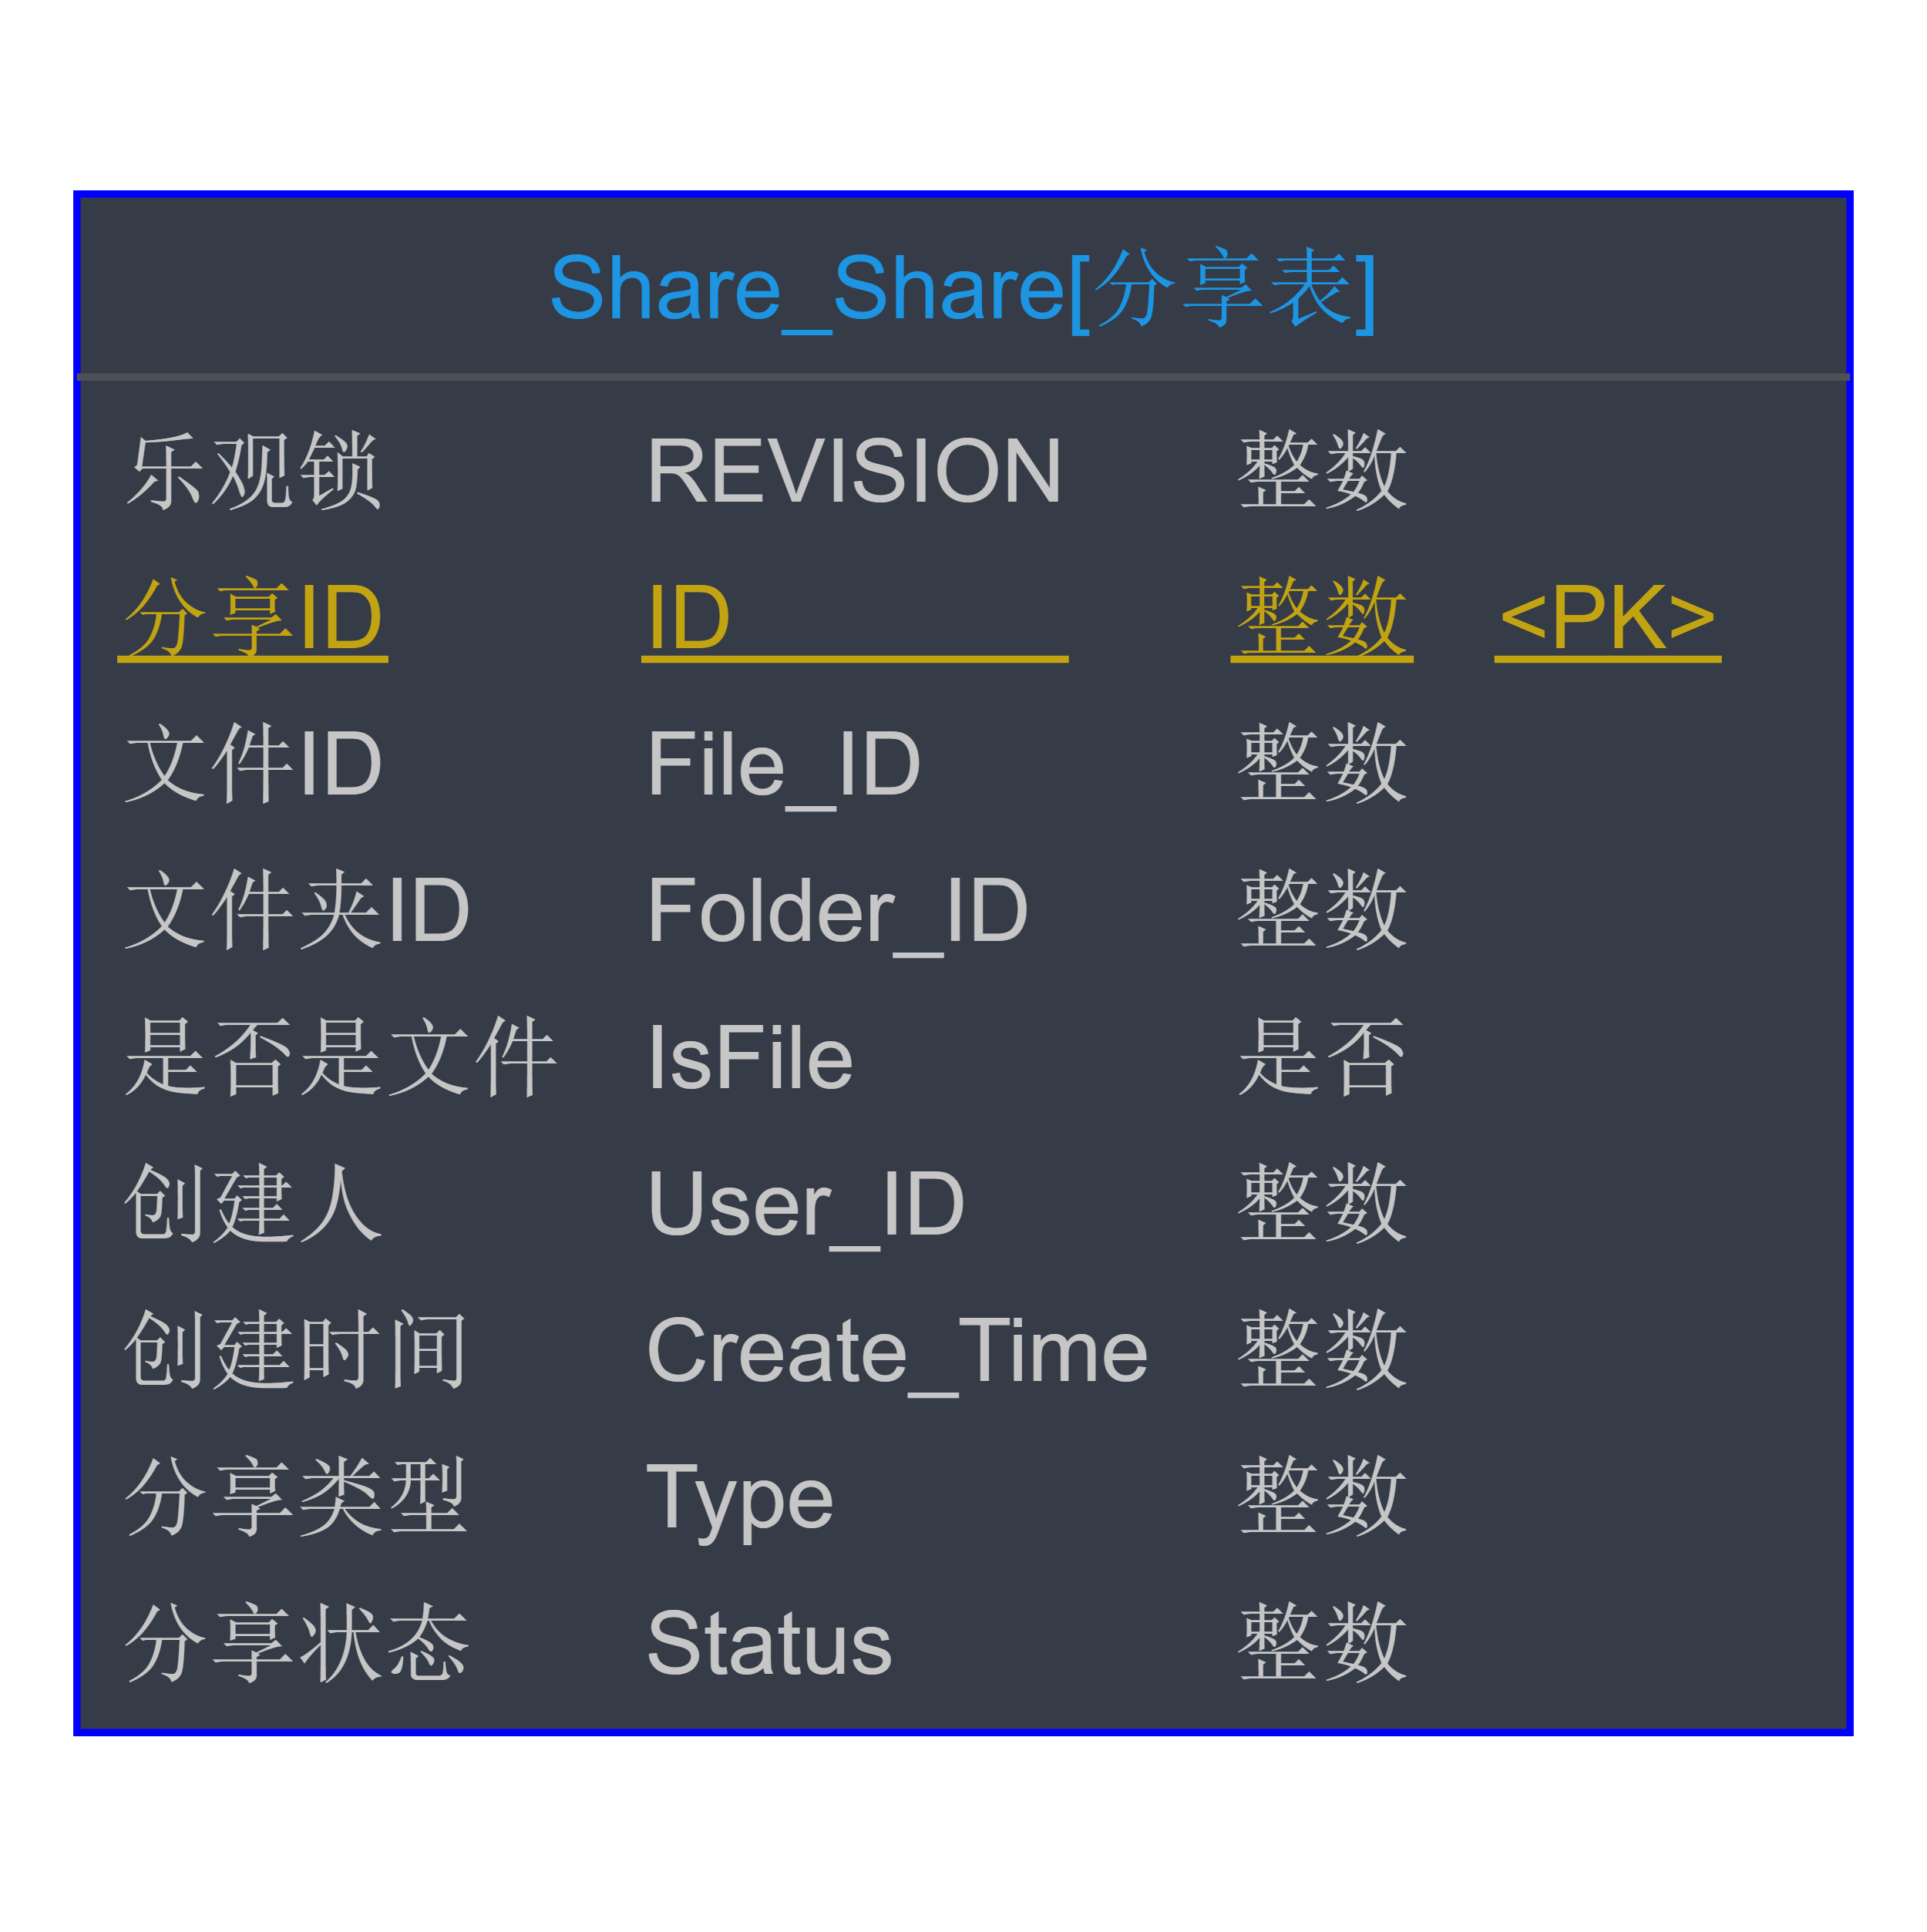 Share_Share[分享表]
乐观锁 REVISION 整数
分享ID ID 整数 <PK>
文件ID File_ID 整数
文件夹ID Folder_ID 整数
是否是文件 IsFile 是否
创建人 User_ID 整数
创建时间 Create_Time 整数
分享类型 Type 整数
分享状态 Status 整数